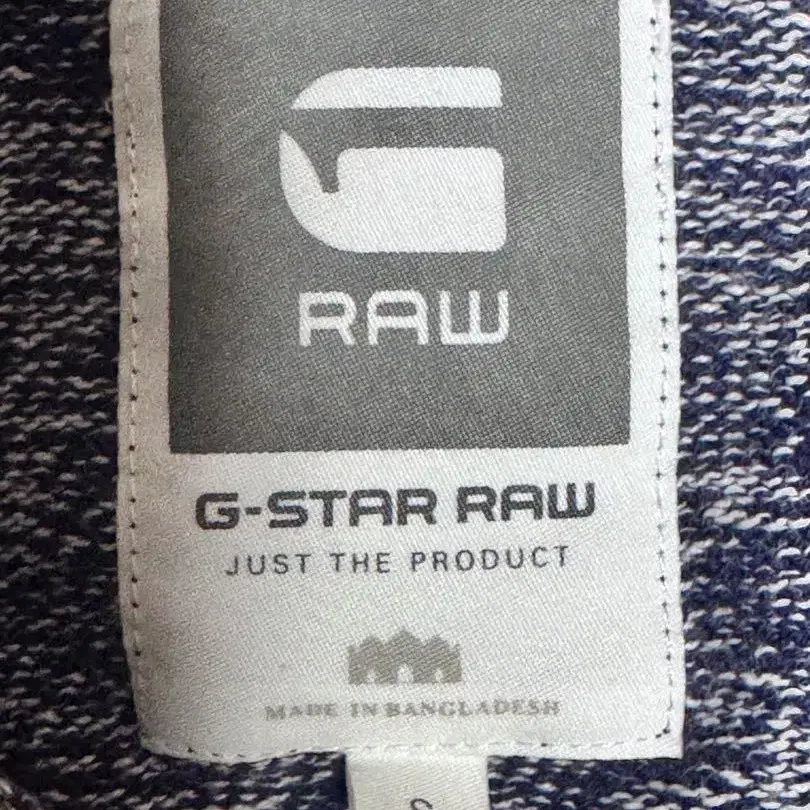 G
RAW
G-STAR RAW
JUST THE PRODUCT
MADE IN BANGLADESH